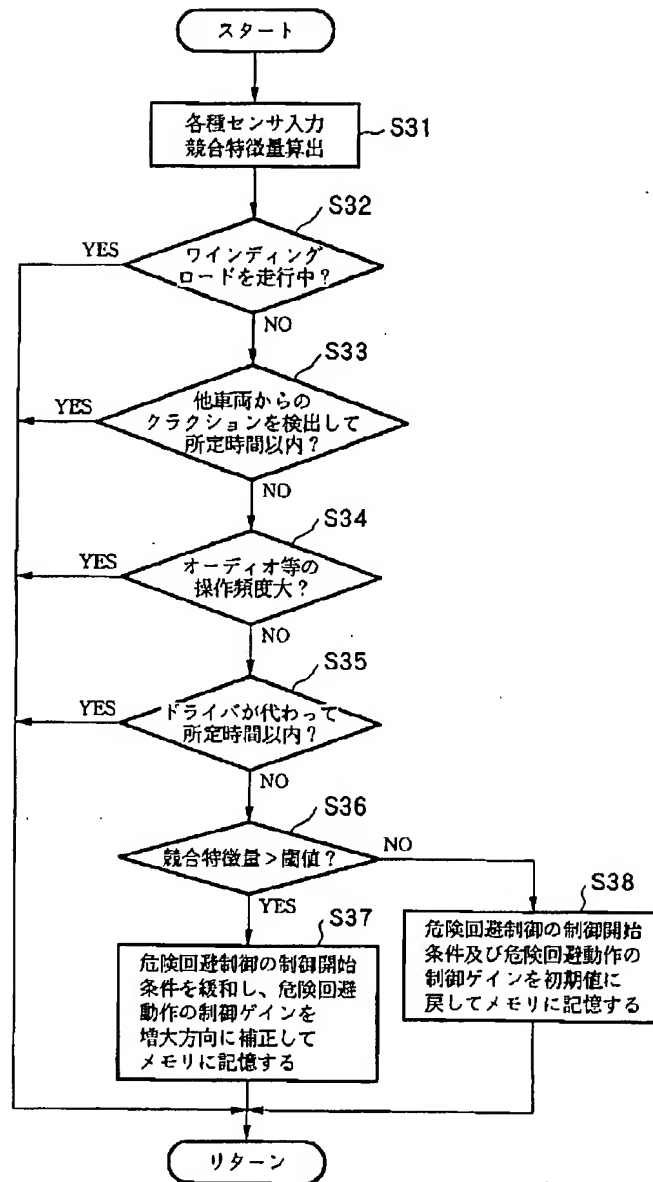 スタート
各種センサ入力
競合特徴量算出
S31
S32
YES
ワインディング
ロードを走行中?
NO
S33
YES
他車両からの
クラクションを検出して
所定時間以内?
NO
S34
YES
オーディオ等の
操作頻度大?
NO
S35
YES
ドライバが代わって
所定時間以内?
NO
S36
競合特徴量>閾値?
NO
YES
S37
危険回避制御の制御開始
条件を緩和し、危険回避
動作の制御ゲインを
増大方向に補正して
メモリに記憶する
S38
危険回避制御の制御開始
条件及び危険回避動作の
制御ゲインを初期値に
戻してメモリに記憶する
リターン